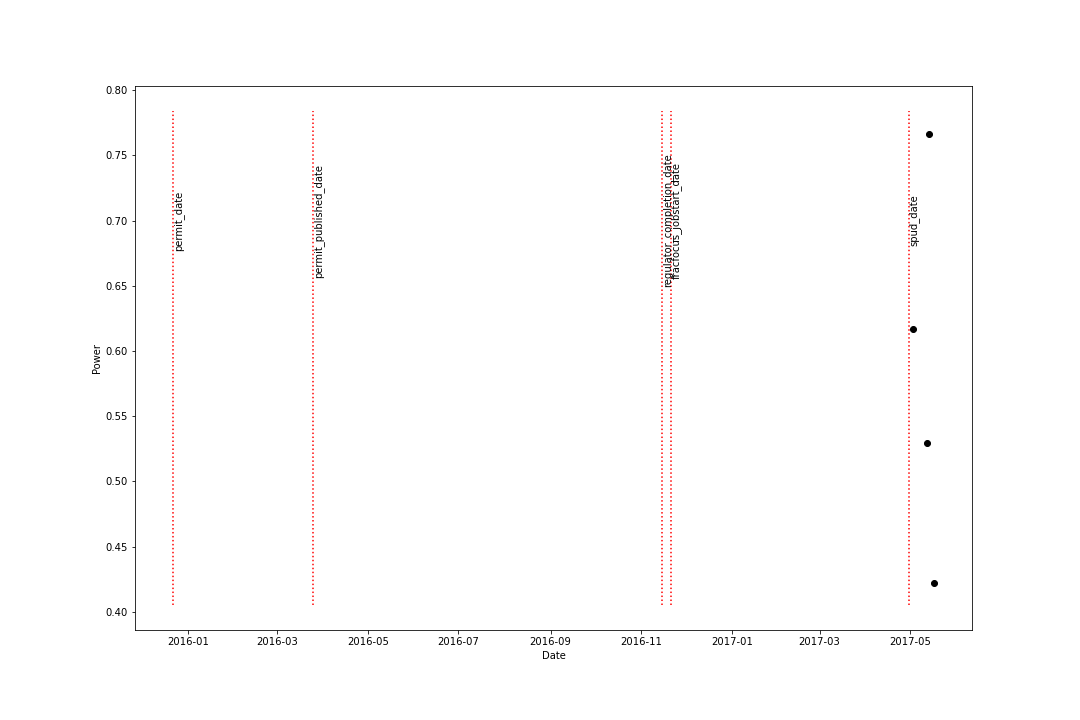 0.80
0.75
0.70
0.65
0.60
0.55
0.50
0.45
0.40
Power
permit_date
permit_published_date
regulator_completion_date
fracfocus_jobstart_date
spud_date
2016-01
2016-03
2016-05
2016-07
2016-09
2016-11
2017-01
2017-03
2017-05
Date